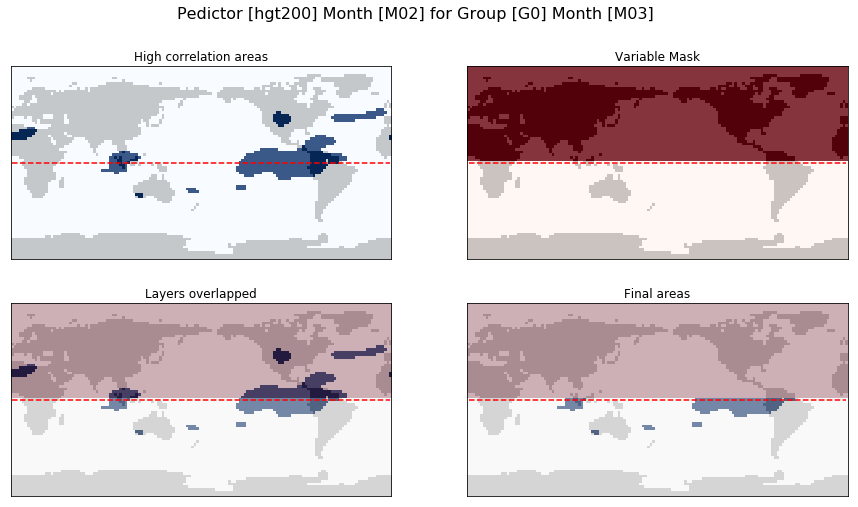 Pedictor [hgt200] Month [M02] for Group [G0] Month [M03]
High correlation areas
Variable Mask
Layers overlapped
Final areas